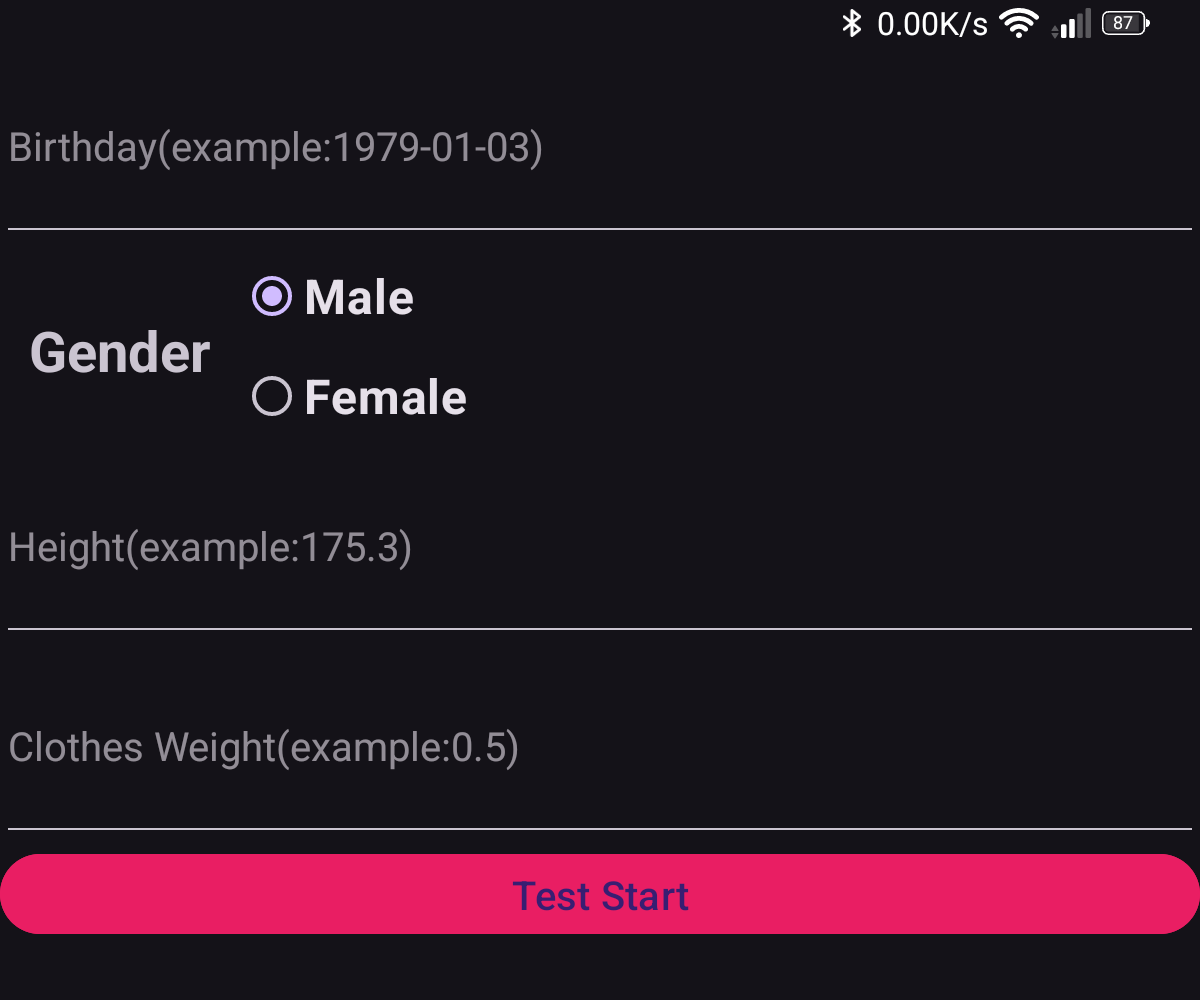 0.00K/s 87
Birthday(example:1979-01-03)
Male
Gender
Female
Height(example:175.3)
Clothes Weight(example:0.5)
Test Start